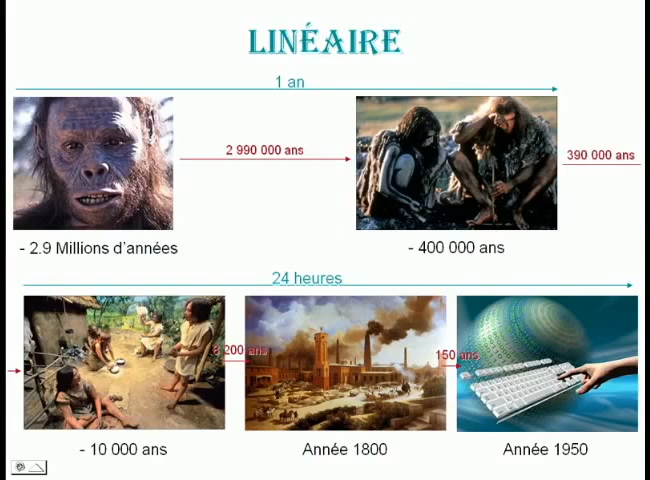 LINÉAIRE
1 an
2 990 000 ans
390 000 ans
- 2.9 Millions d'années
- 400 000 ans
24 heures
8 200 ans
150 ans
- 10 000 ans
Année 1800
Année 1950